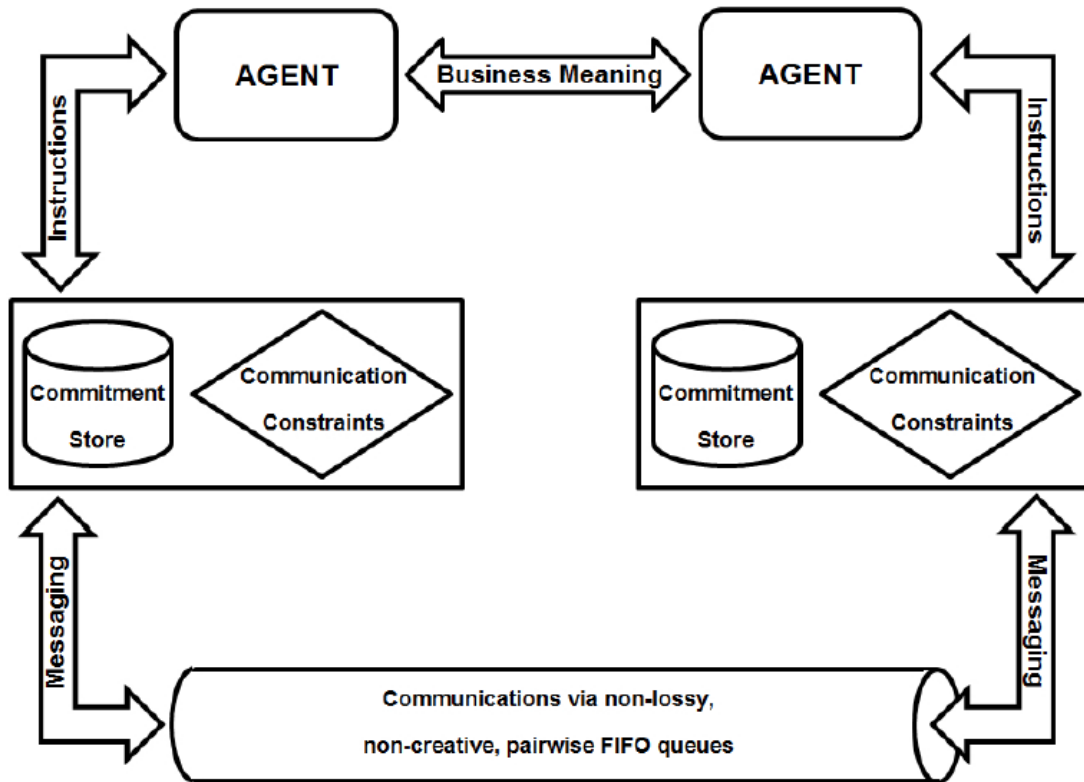 AGENT
Business Meaning
AGENT
Instructions
Instructions
Commitment
Store
Communication
Constraints
Commitment
Store
Communication
Constraints
Messaging
Messaging
Communications via non-lossy,
non-creative, pairwise FIFO queues